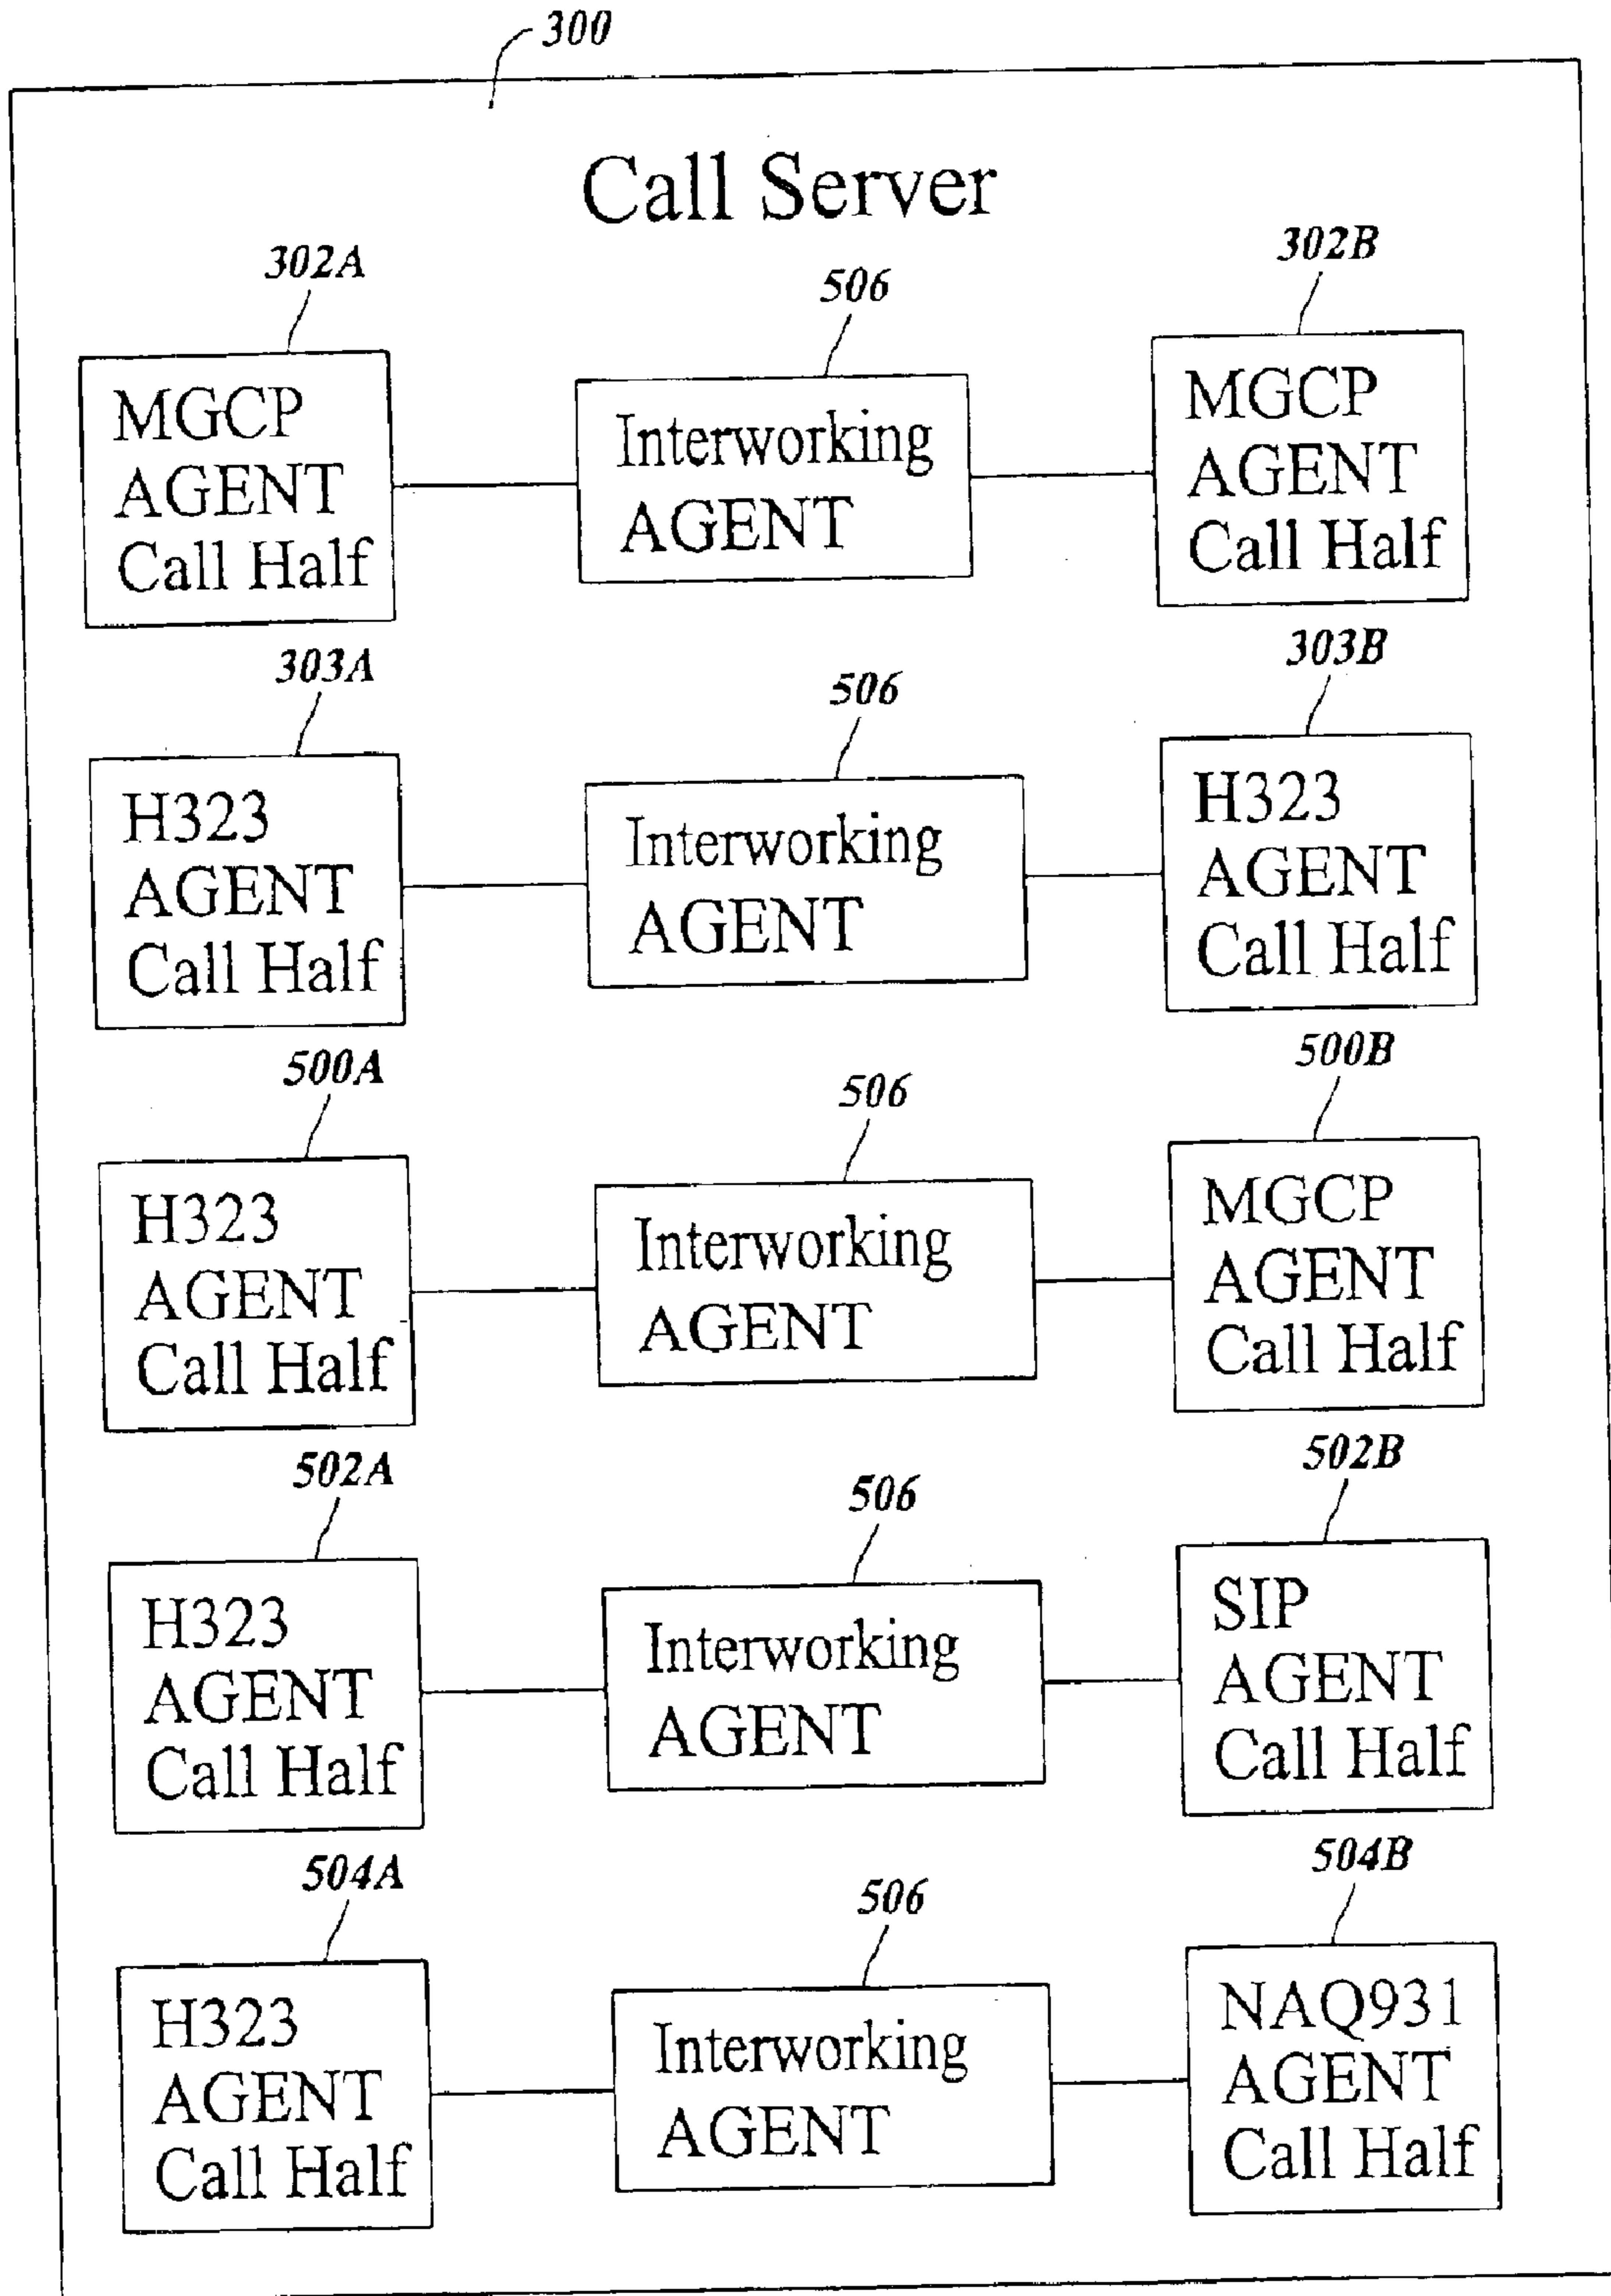 300
Call Server
302A
506
302B
MGCP
AGENT
Call Half
Interworking
AGENT
MGCP
AGENT
Call Half
303A
506
303B
H323
AGENT
Call Half
Interworking
AGENT
H323
AGENT
Call Half
500A
506
500B
H323
AGENT
Call Half
Interworking
AGENT
MGCP
AGENT
Call Half
502A
506
502B
H323
AGENT
Call Half
Interworking
AGENT
SIP
AGENT
Call Half
504A
506
504B
H323
AGENT
Call Half
Interworking
AGENT
NAQ931
AGENT
Call Half